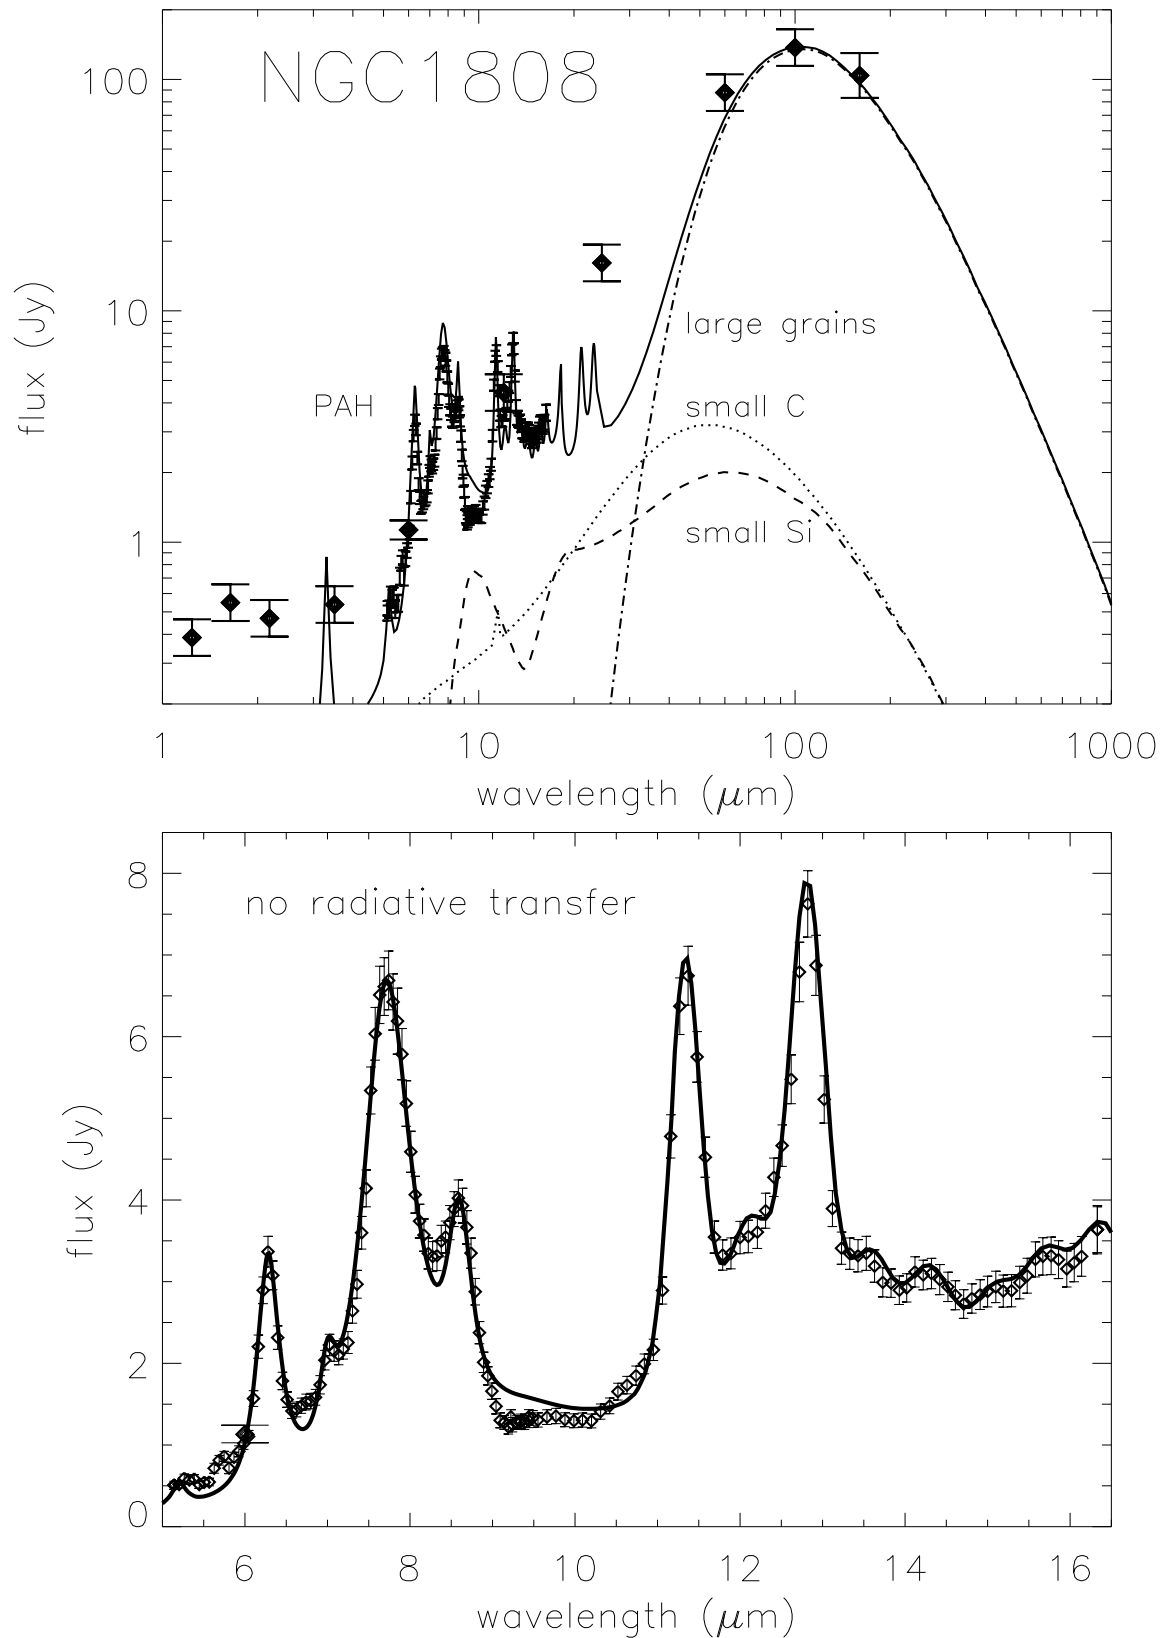 NGC1808
100
10
1
flux (Jy)
PAH
large grains
small C
small Si
1 10 100 1000
wavelength (μm)
no radiative transfer
8
6
4
2
0
flux (Jy)
6 8 10 12 14 16
wavelength (μm)